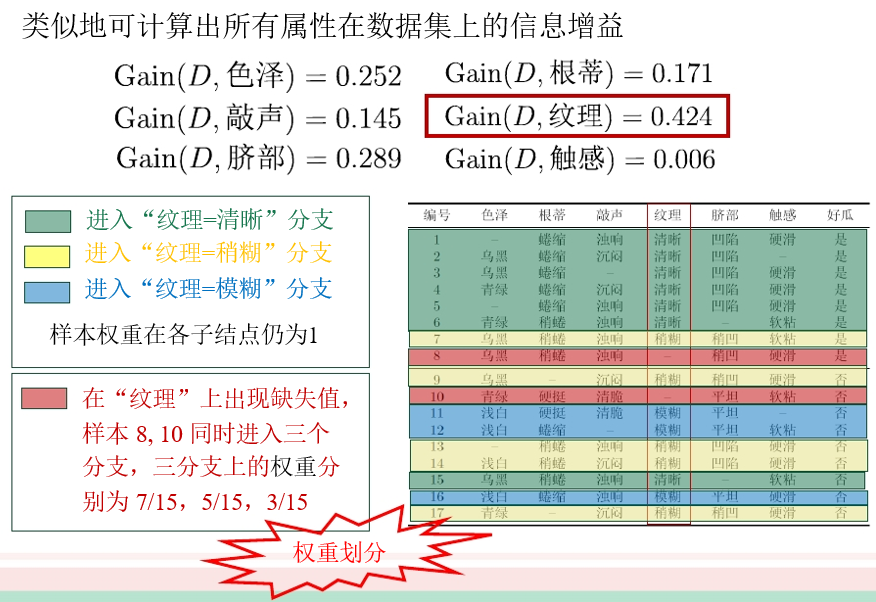 类似地可计算出所有属性在数据集上的信息增益
Gain(D, 色泽) = 0.252 Gain(D, 根蒂) = 0.171
Gain(D, 敲声) = 0.145 Gain(D, 纹理) = 0.424
Gain(D, 脐部) = 0.289 Gain(D, 触感) = 0.006
进入“纹理=清晰”分支
进入“纹理=稍糊”分支
进入“纹理=模糊”分支
样本权重在各子结点仍为1
在“纹理”上出现缺失值，
样本 8, 10 同时进入三个
分支，三分支上的权重分
别为 7/15，5/15，3/15
权重划分
编号 色泽 根蒂 敲声 纹理 脐部 触感 好瓜
1 – 蜷缩 浊响 清晰 凹陷 硬滑 是
2 乌黑 蜷缩 沉闷 清晰 凹陷 – 是
3 乌黑 蜷缩 – 清晰 凹陷 硬滑 是
4 青绿 蜷缩 沉闷 清晰 凹陷 硬滑 是
5 – 蜷缩 浊响 清晰 凹陷 硬滑 是
6 青绿 稍蜷 浊响 清晰 – 软粘 是
7 乌黑 稍蜷 浊响 稍糊 稍凹 软粘 是
8 乌黑 稍蜷 浊响 – 稍凹 硬滑 是
9 乌黑 – 沉闷 稍糊 稍凹 硬滑 否
10 青绿 硬挺 清脆 – 平坦 软粘 否
11 浅白 硬挺 清脆 模糊 平坦 – 否
12 浅白 蜷缩 – 模糊 平坦 软粘 否
13 – 稍蜷 浊响 稍糊 凹陷 硬滑 否
14 浅白 稍蜷 沉闷 稍糊 凹陷 硬滑 否
15 乌黑 稍蜷 浊响 清晰 – 软粘 否
16 浅白 蜷缩 浊响 模糊 平坦 硬滑 否
17 青绿 – 沉闷 稍糊 稍凹 硬滑 否